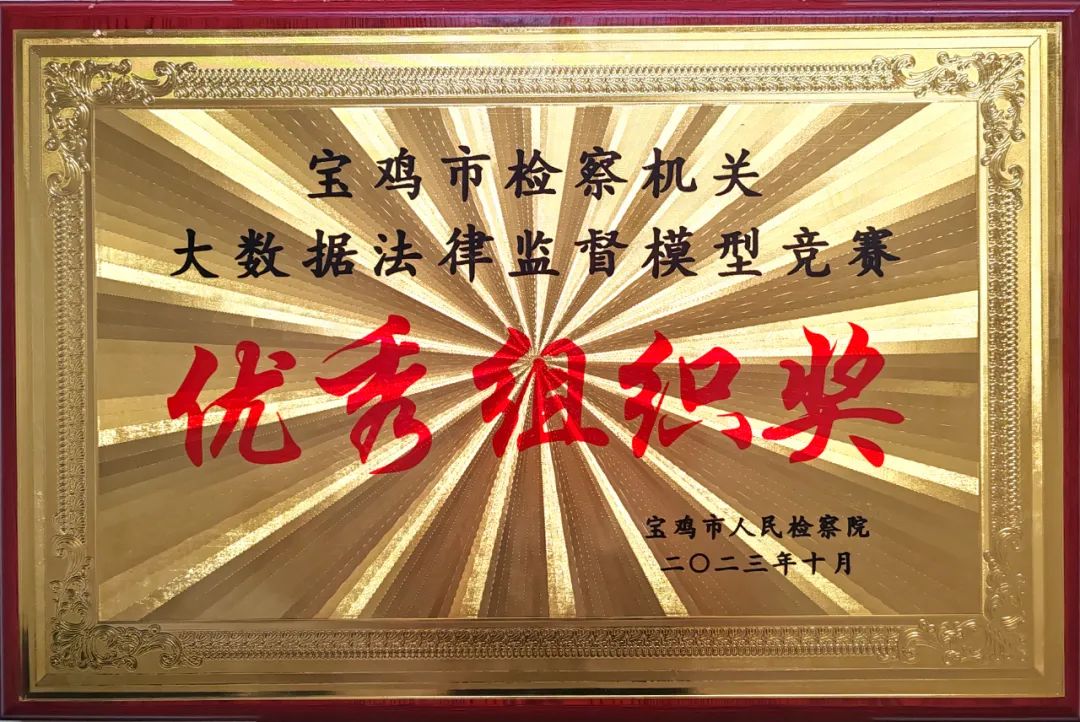 宝鸡市检察机关
大数据法律监督模型竞赛
优秀组织奖
宝鸡市人民检察院
二〇二三年十月